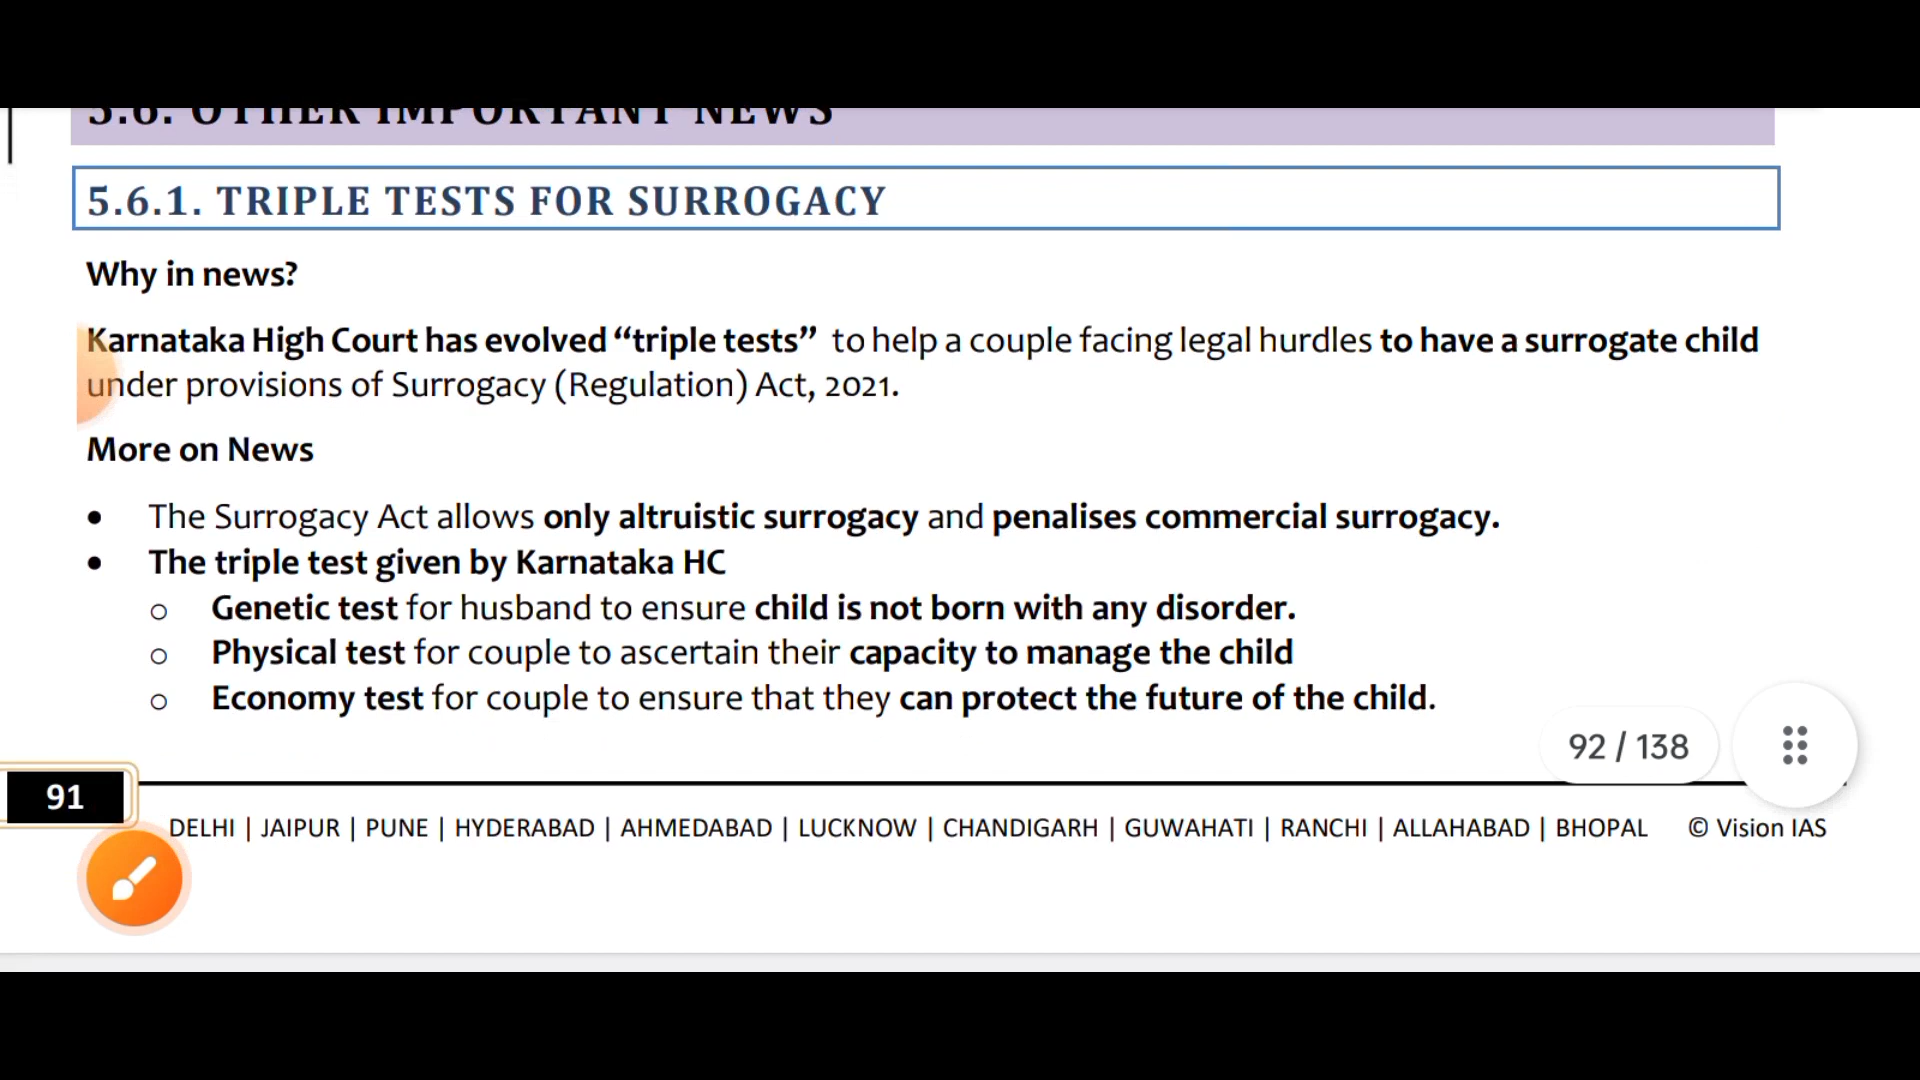 5.6. OTHER IMPORTANT NEWS
5.6.1. TRIPLE TESTS FOR SURROGACY
Why in news?
Karnataka High Court has evolved “triple tests” to help a couple facing legal hurdles to have a surrogate child
under provisions of Surrogacy (Regulation) Act, 2021.
More on News
• The Surrogacy Act allows only altruistic surrogacy and penalises commercial surrogacy.
• The triple test given by Karnataka HC
o Genetic test for husband to ensure child is not born with any disorder.
o Physical test for couple to ascertain their capacity to manage the child
o Economy test for couple to ensure that they can protect the future of the child.
92 / 138
91
DELHI | JAIPUR | PUNE | HYDERABAD | AHMEDABAD | LUCKNOW | CHANDIGARH | GUWAHATI | RANCHI | ALLAHABAD | BHOPAL © Vision IAS